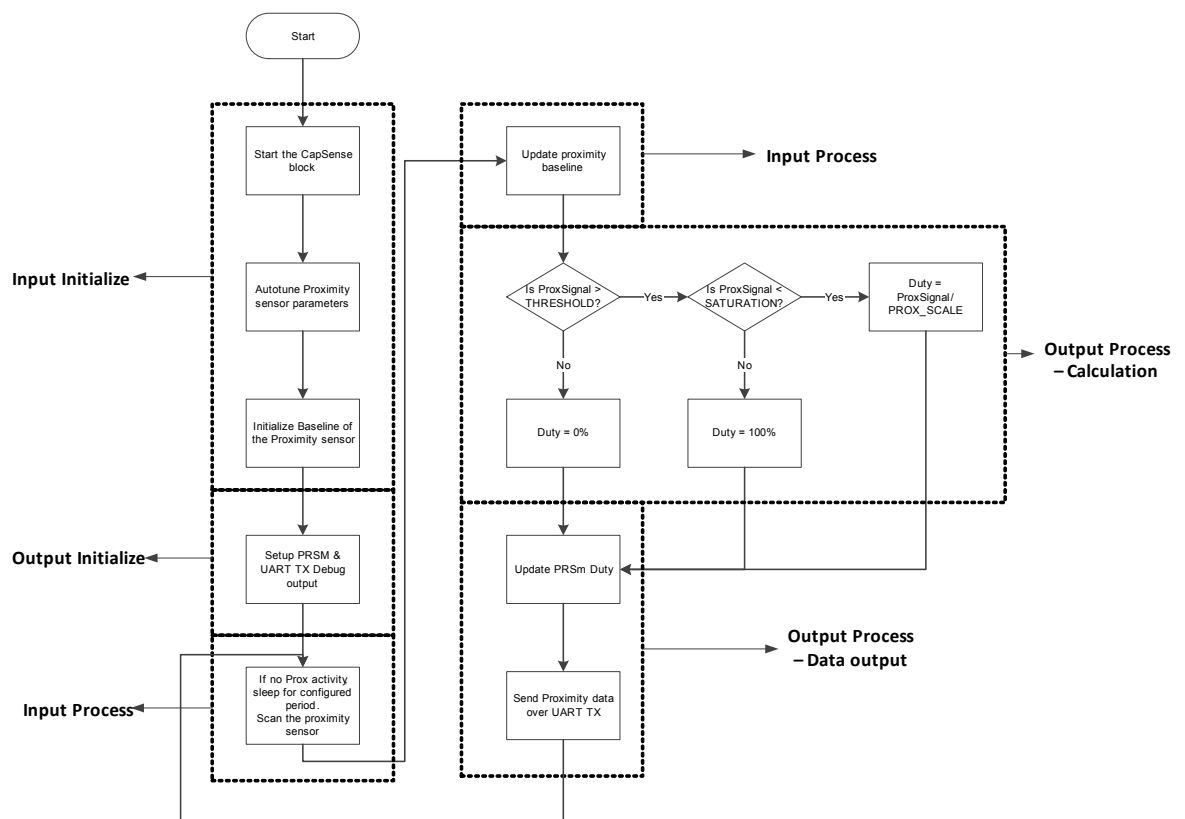 Start
Start the CapSense
block
Autotune Proximity
sensor parameters
Input Initialize
Initialize Baseline of
the Proximity sensor
Setup PRSM &
UART TX Debug
output
Output Initialize
If no Prox activity,
sleep for configured
period.
Scan the proximity
sensor
Input Process
Update proximity
baseline
Input Process
Is ProxSignal >
THRESHOLD?
Yes
Is ProxSignal <
SATURATION?
Yes
Duty =
ProxSignal/
PROX_SCALE
No
No
Duty = 0%
Duty = 100%
Output Process
– Calculation
Update PRSm Duty
Send Proximity data
over UART TX
Output Process
– Data output